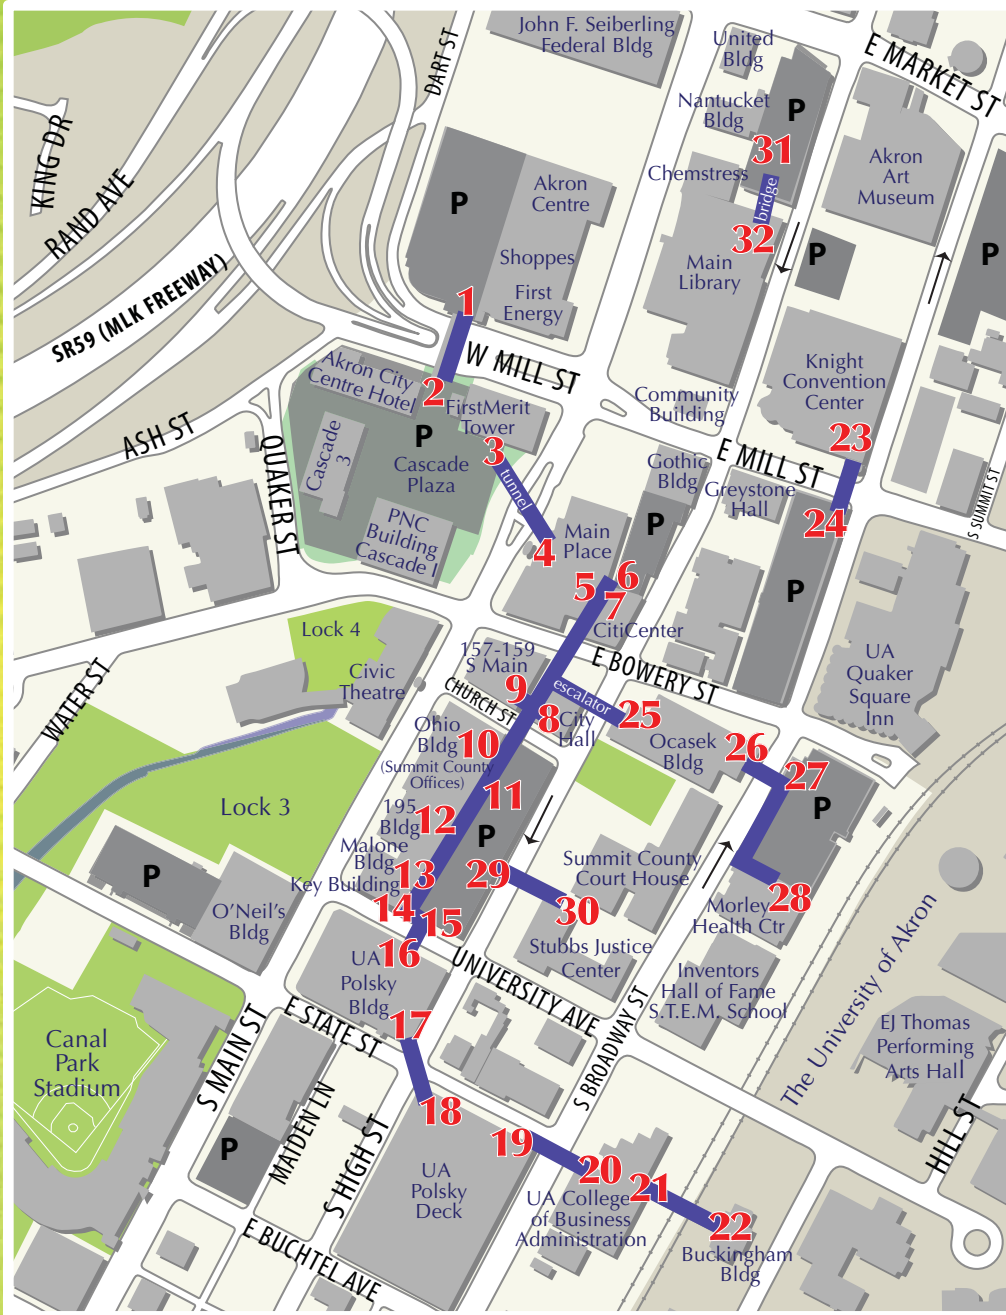 John F. Seiberling
Federal Bldg
United
Bldg
E MARKET ST
DART ST
KING DR
RAND AVE
SR59 (MLK FREEWAY)
P
Nantucket
Bldg
P
31
Chemstress
bridge
32
Akron
Art
Museum
Akron
Centre
P
Shoppes
First
Energy
Main
Library
P
P
1
W MILL ST
Akron City
Centre Hotel
2
FirstMerit
Tower
P
3
tunnel
Cascade
3
Cascade
Plaza
PNC
Building
Cascade I
ASH ST
QUAKER ST
Community
Building
Knight
Convention
Center
23
E MILL ST
Gothic
Bldg
Greystone
Hall
24
S SUMMIT ST
4
Main
Place
P
P
5
6
7
CitiCenter
Lock 4
Civic
Theatre
WATER ST
157-159
S Main
9
CHURCH ST
escalator
8
City
Hall
25
E BOWERY ST
UA
Quaker
Square
Inn
Ohio
Bldg
(Summit County
Offices)
10
11
Ocasek
Bldg
26
27
P
Lock 3
195
Bldg
12
P
Malone
Bldg
Key Building
13
14
15
29
30
Summit County
Court House
Stubbs Justice
Center
Morley
Health Ctr
28
P
O'Neil's
Bldg
16
UA
Polsky
Bldg
UNIVERSITY AVE
Inventors
Hall of Fame
S.T.E.M. School
The University of Akron
EJ Thomas
Performing
Arts Hall
Canal
Park
Stadium
S MAIN ST
E STATE ST
17
18
S BROADWAY ST
HILL ST
P
MAIDEN LN
S HIGH ST
19
20
21
22
UA
Polsky
Deck
UA College
of Business
Administration
Buckingham
Bldg
E BUCHTEL AVE